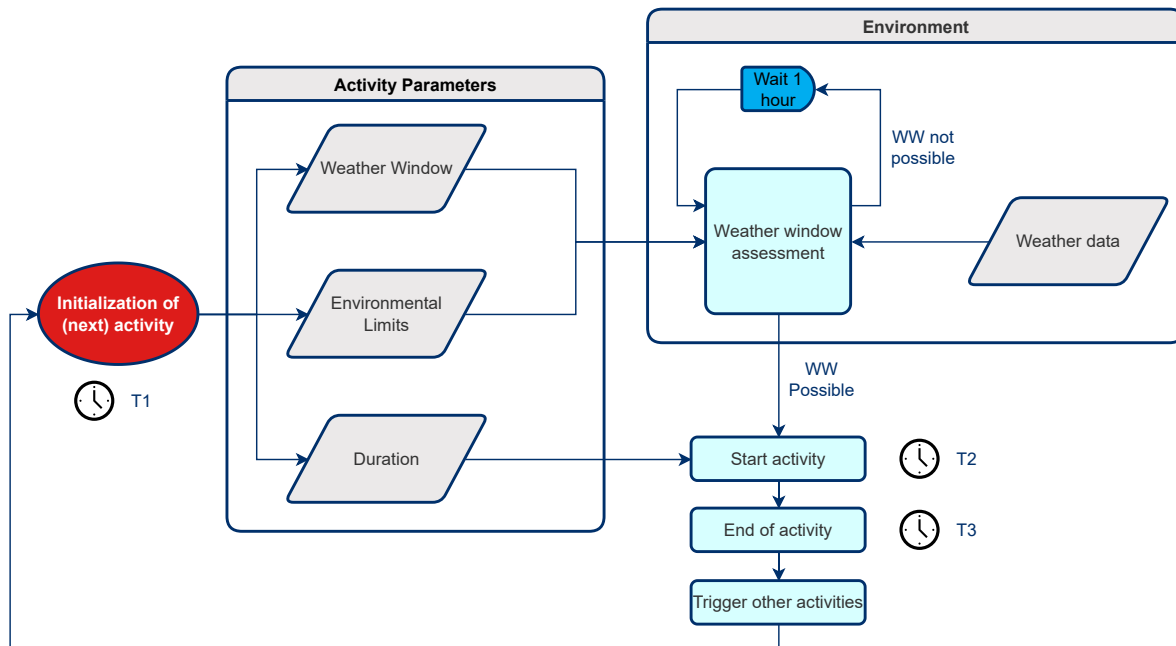 Environment
Activity Parameters
Wait 1
hour
WW not
possible
Weather Window
Weather window
assessment
Weather data
Initialization of
(next) activity
Environmental
Limits
T1
WW
Possible
Duration
Start activity
T2
End of activity
T3
Trigger other activities